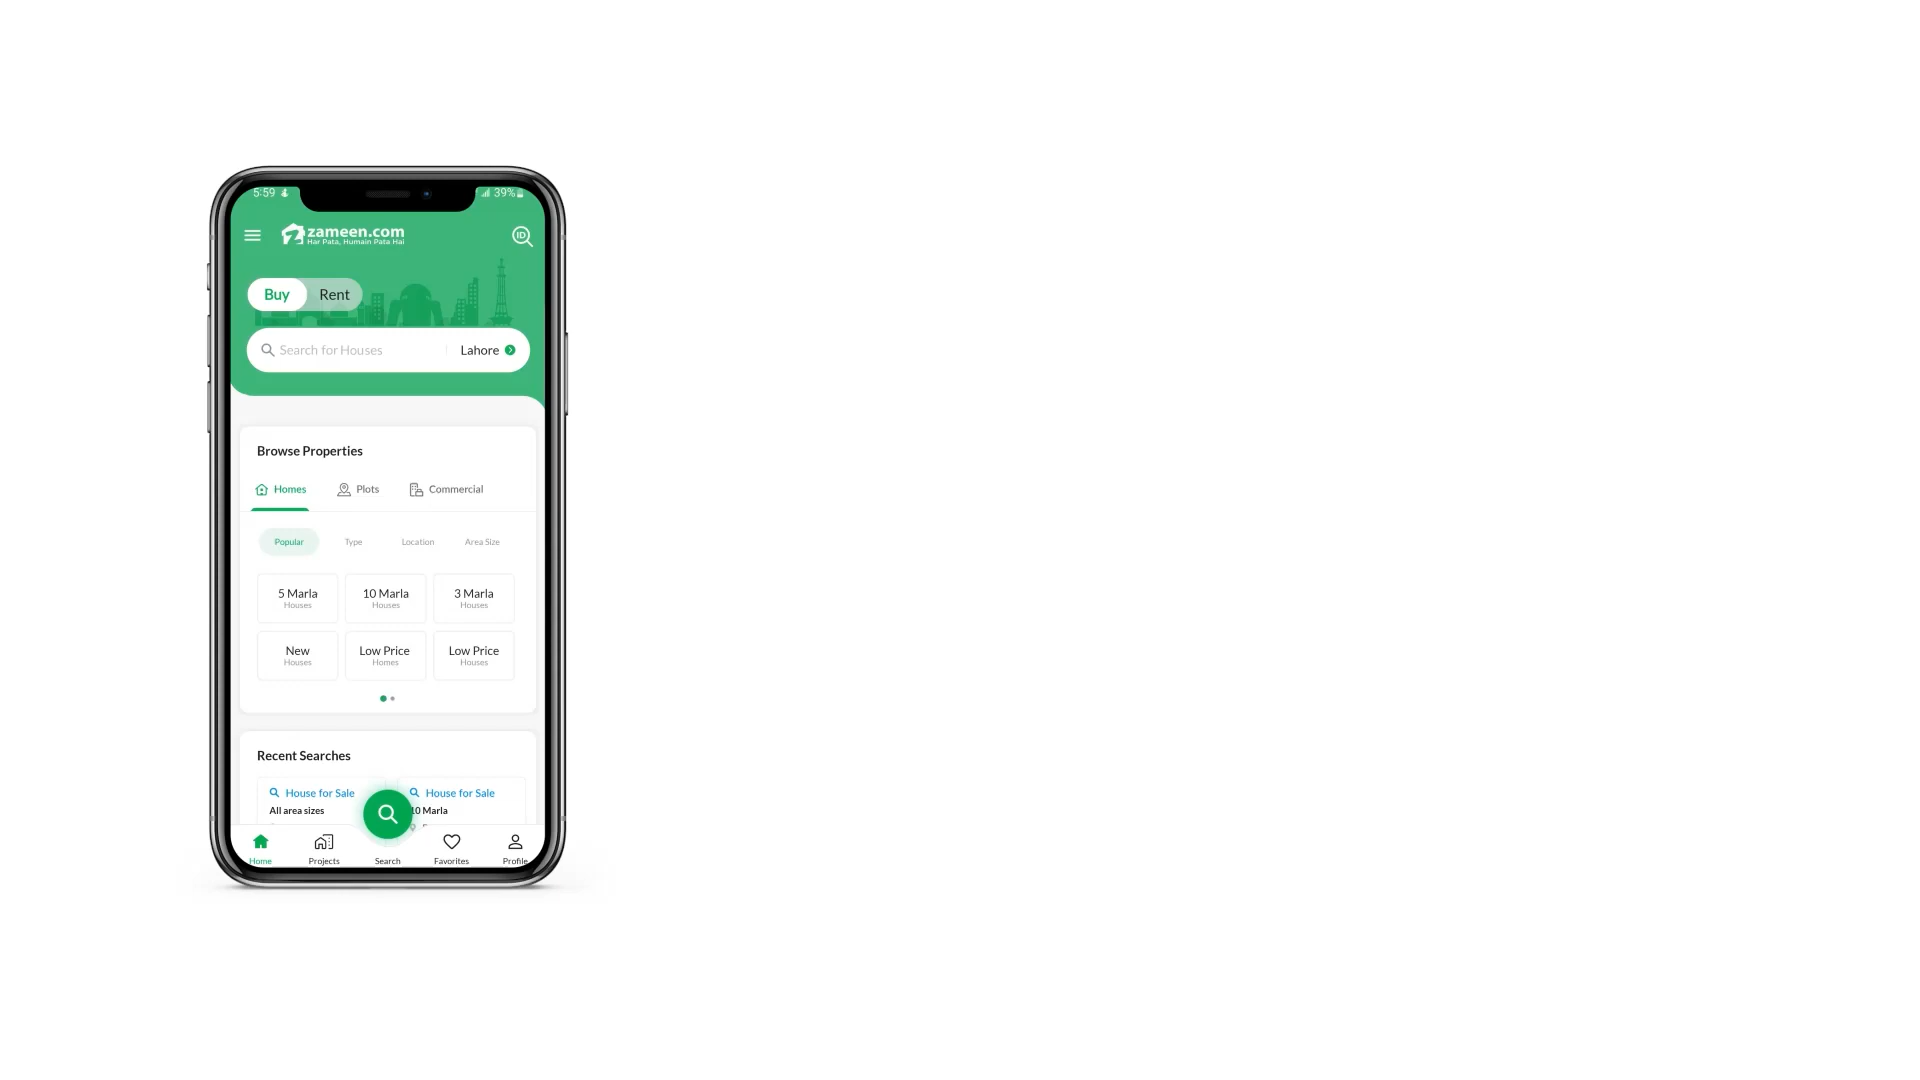 5:59
39%
zameen.com
Har Pata, Humain Pata Hai
ID
Buy
Rent
Search for Houses
Lahore
Browse Properties
Homes
Plots
Commercial
Popular
Type
Location
Area Size
5 Marla
Houses
10 Marla
Houses
3 Marla
Houses
New
Houses
Low Price
Homes
Low Price
Houses
Recent Searches
House for Sale
All area sizes
House for Sale
10 Marla
Home
Projects
Search
Favorites
Profile